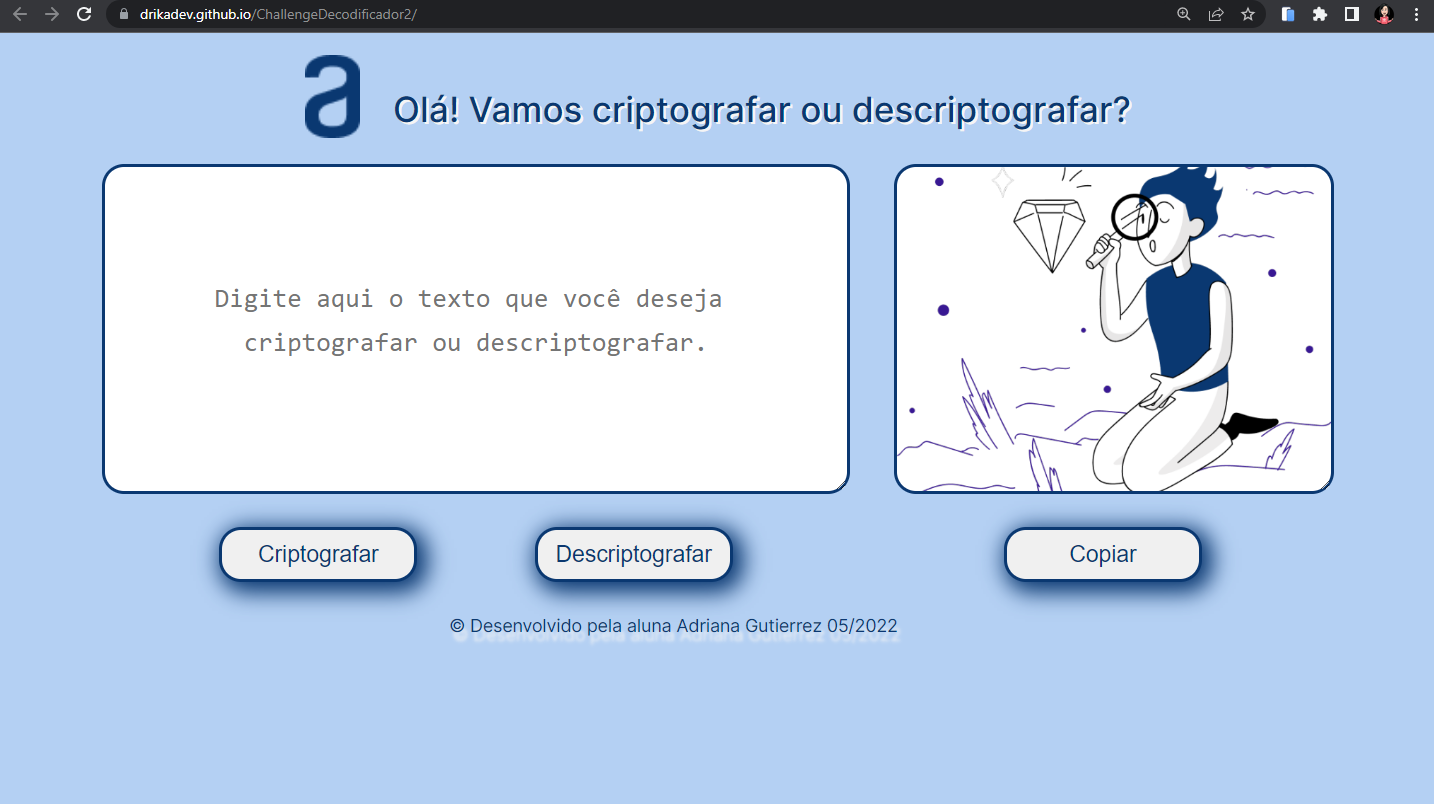 drikadev.github.io/ChallengeDecodificador2/
a
Olá! Vamos criptografar ou descriptografar?
Digite aqui o texto que você deseja
criptografar ou descriptografar.
Criptografar
Descriptografar
Copiar
© Desenvolvido pela aluna Adriana Gutierrez 05/2022